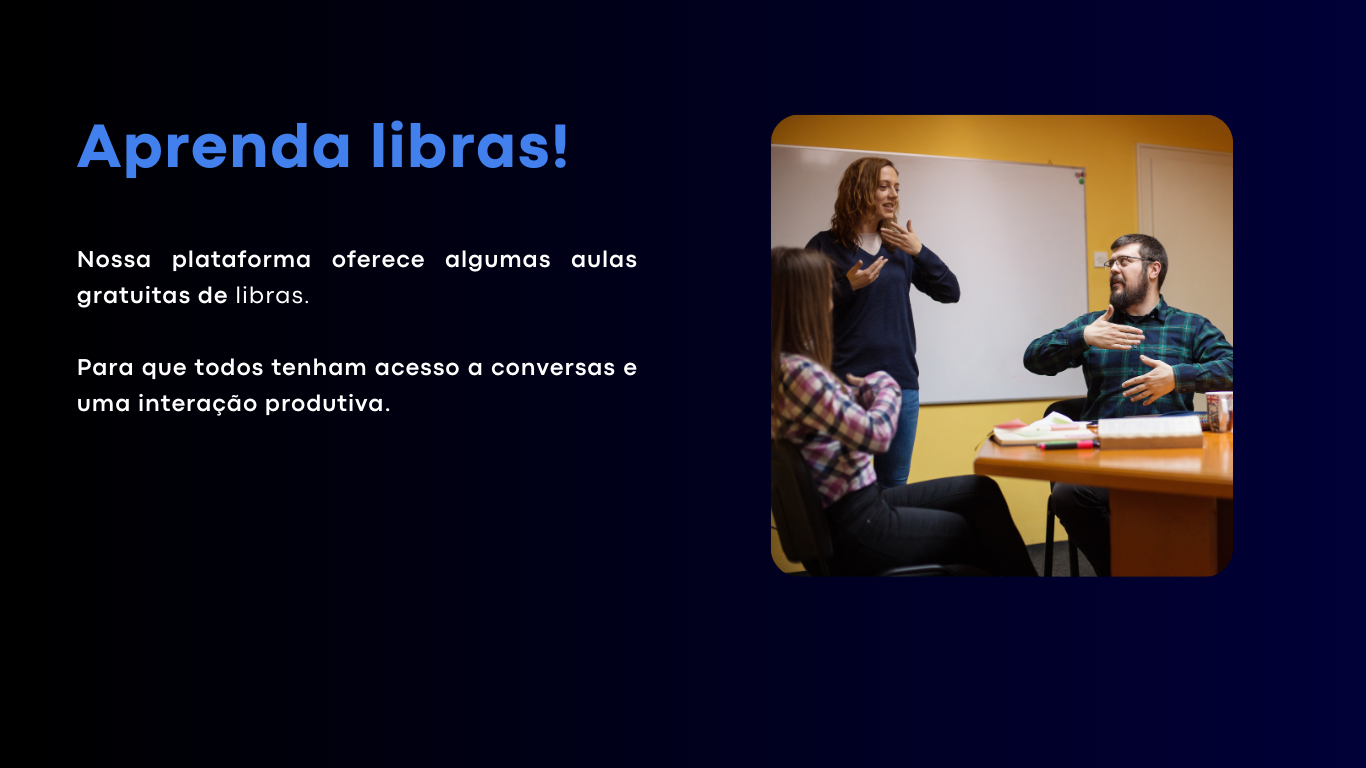 Aprenda libras!
Nossa plataforma oferece algumas aulas
gratuitas de libras.
Para que todos tenham acesso a conversas e
uma interação produtiva.